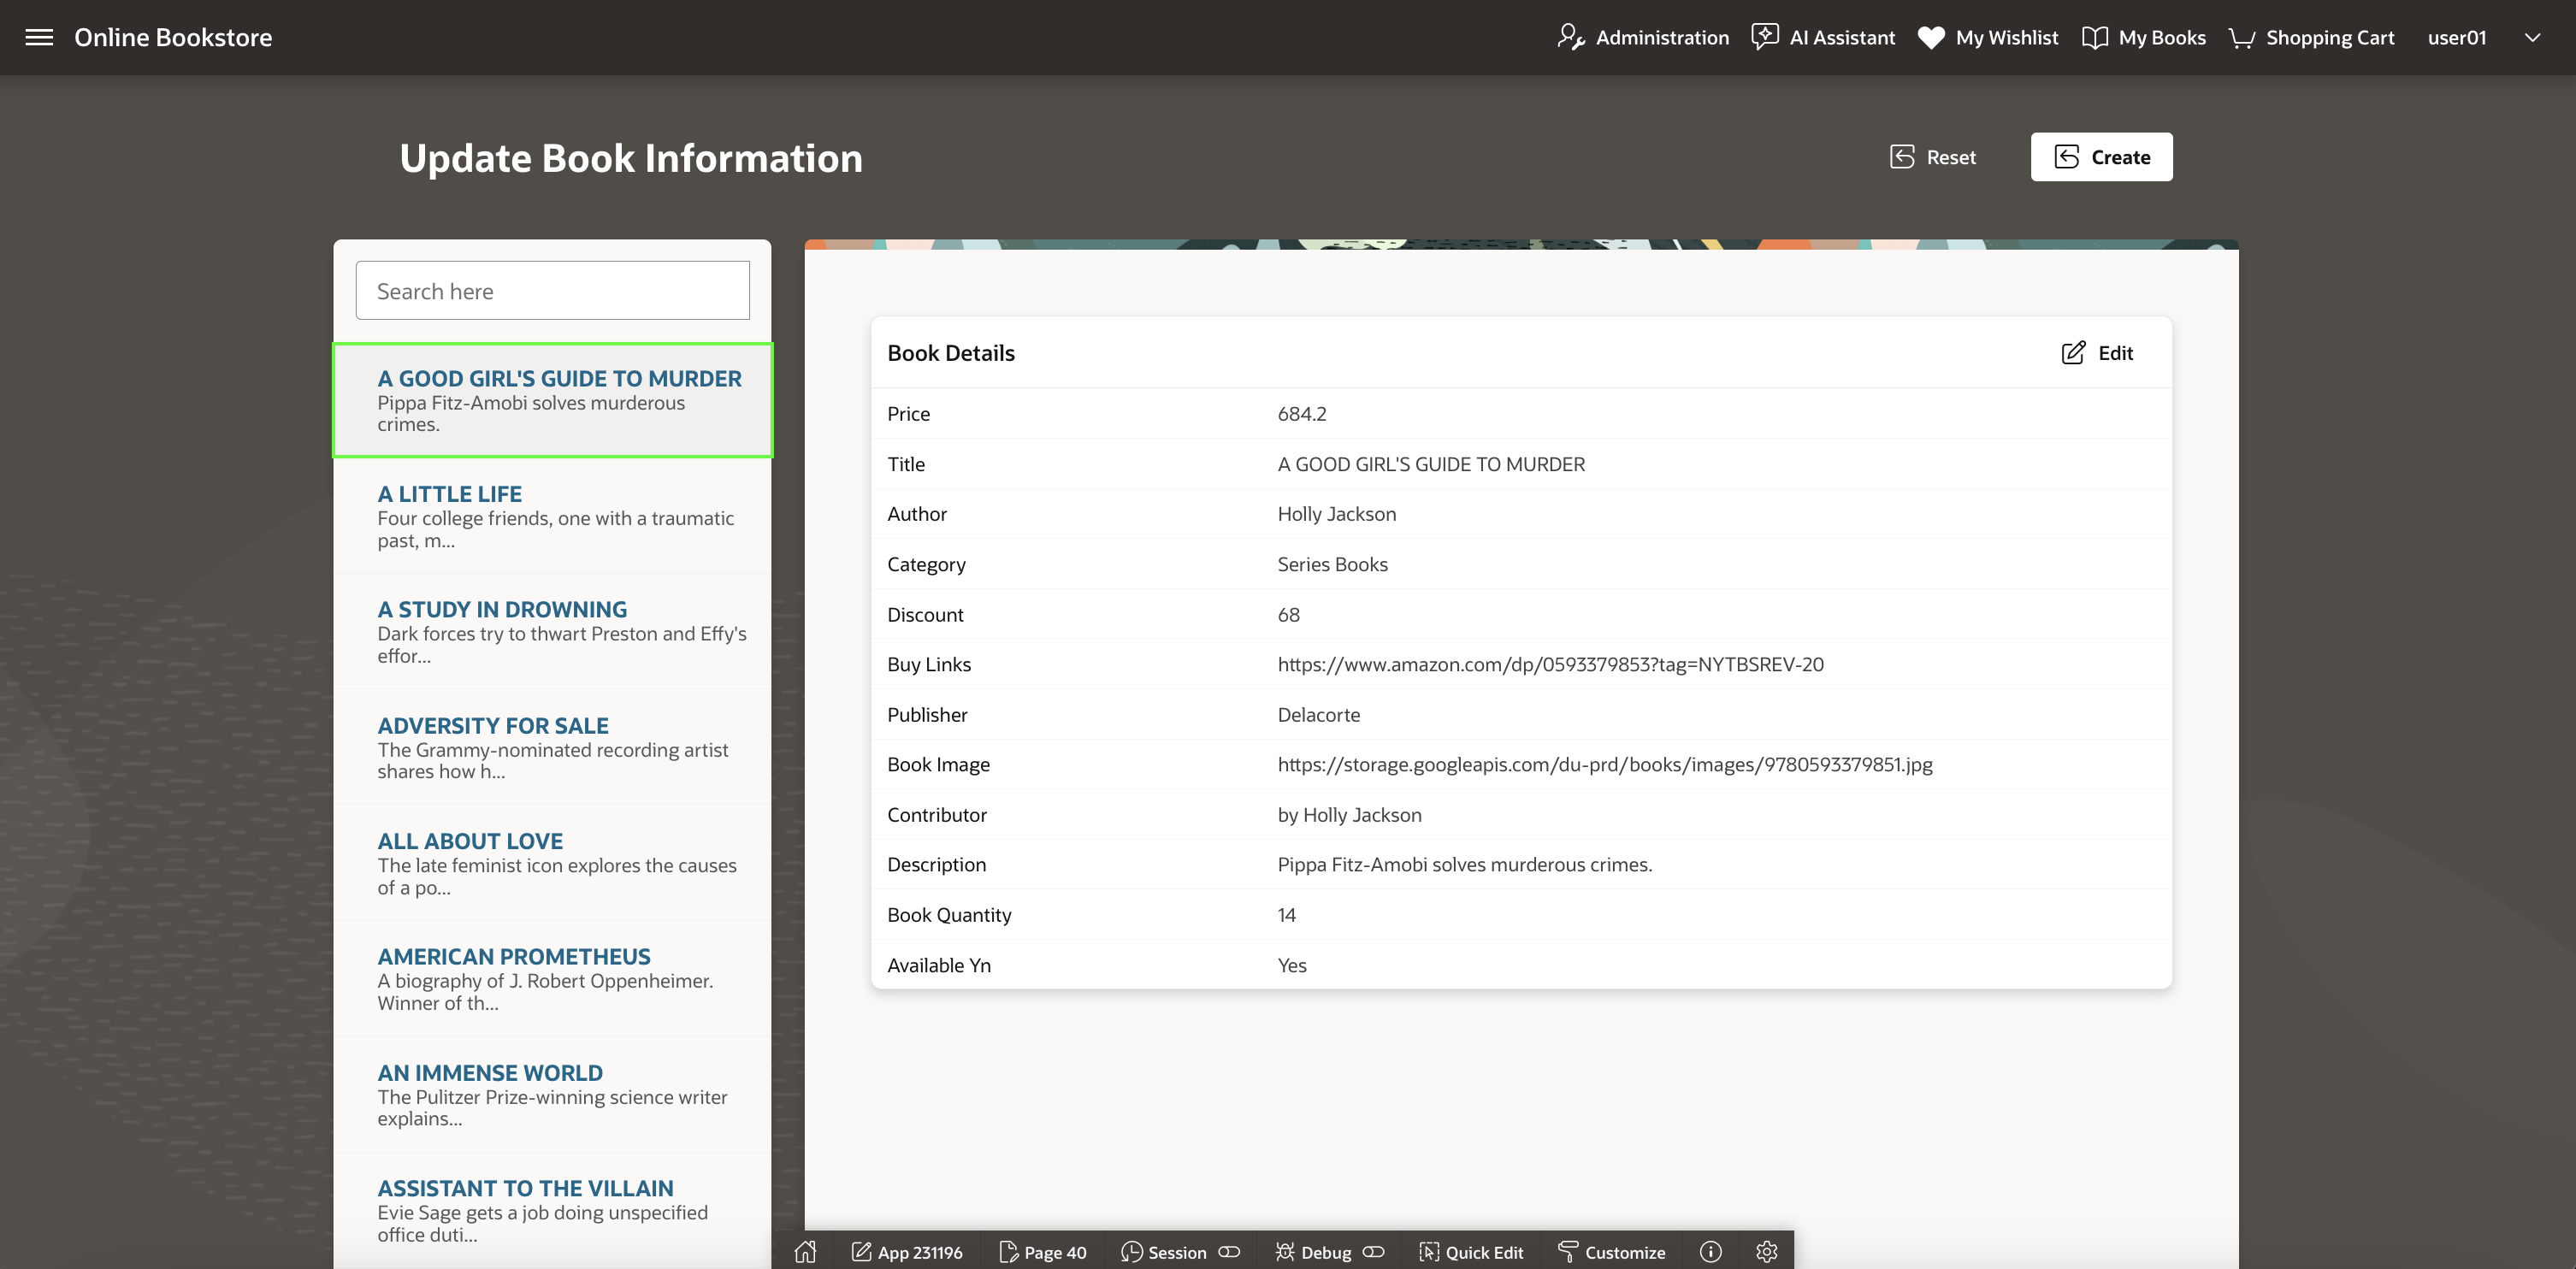 Online Bookstore
Administration
AI Assistant
My Wishlist
My Books
Shopping Cart
user01
Update Book Information
Reset
Create
Search here
A GOOD GIRL'S GUIDE TO MURDER
Pippa Fitz-Amobi solves murderous
crimes.
A LITTLE LIFE
Four college friends, one with a traumatic
past, m...
A STUDY IN DROWNING
Dark forces try to thwart Preston and Effy's
effor...
ADVERSITY FOR SALE
The Grammy-nominated recording artist
shares how h...
ALL ABOUT LOVE
The late feminist icon explores the causes
of a po...
AMERICAN PROMETHEUS
A biography of J. Robert Oppenheimer.
Winner of th...
AN IMMENSE WORLD
The Pulitzer Prize-winning science writer
explains...
ASSISTANT TO THE VILLAIN
Evie Sage gets a job doing unspecified
office duti...
Book Details
Edit
Price 684.2
Title A GOOD GIRL'S GUIDE TO MURDER
Author Holly Jackson
Category Series Books
Discount 68
Buy Links https://www.amazon.com/dp/0593379853?tag=NYTBSREV-20
Publisher Delacorte
Book Image https://storage.googleapis.com/du-prd/books/images/9780593379851.jpg
Contributor by Holly Jackson
Description Pippa Fitz-Amobi solves murderous crimes.
Book Quantity 14
Available Yn Yes
App 231196
Page 40
Session
Debug
Quick Edit
Customize